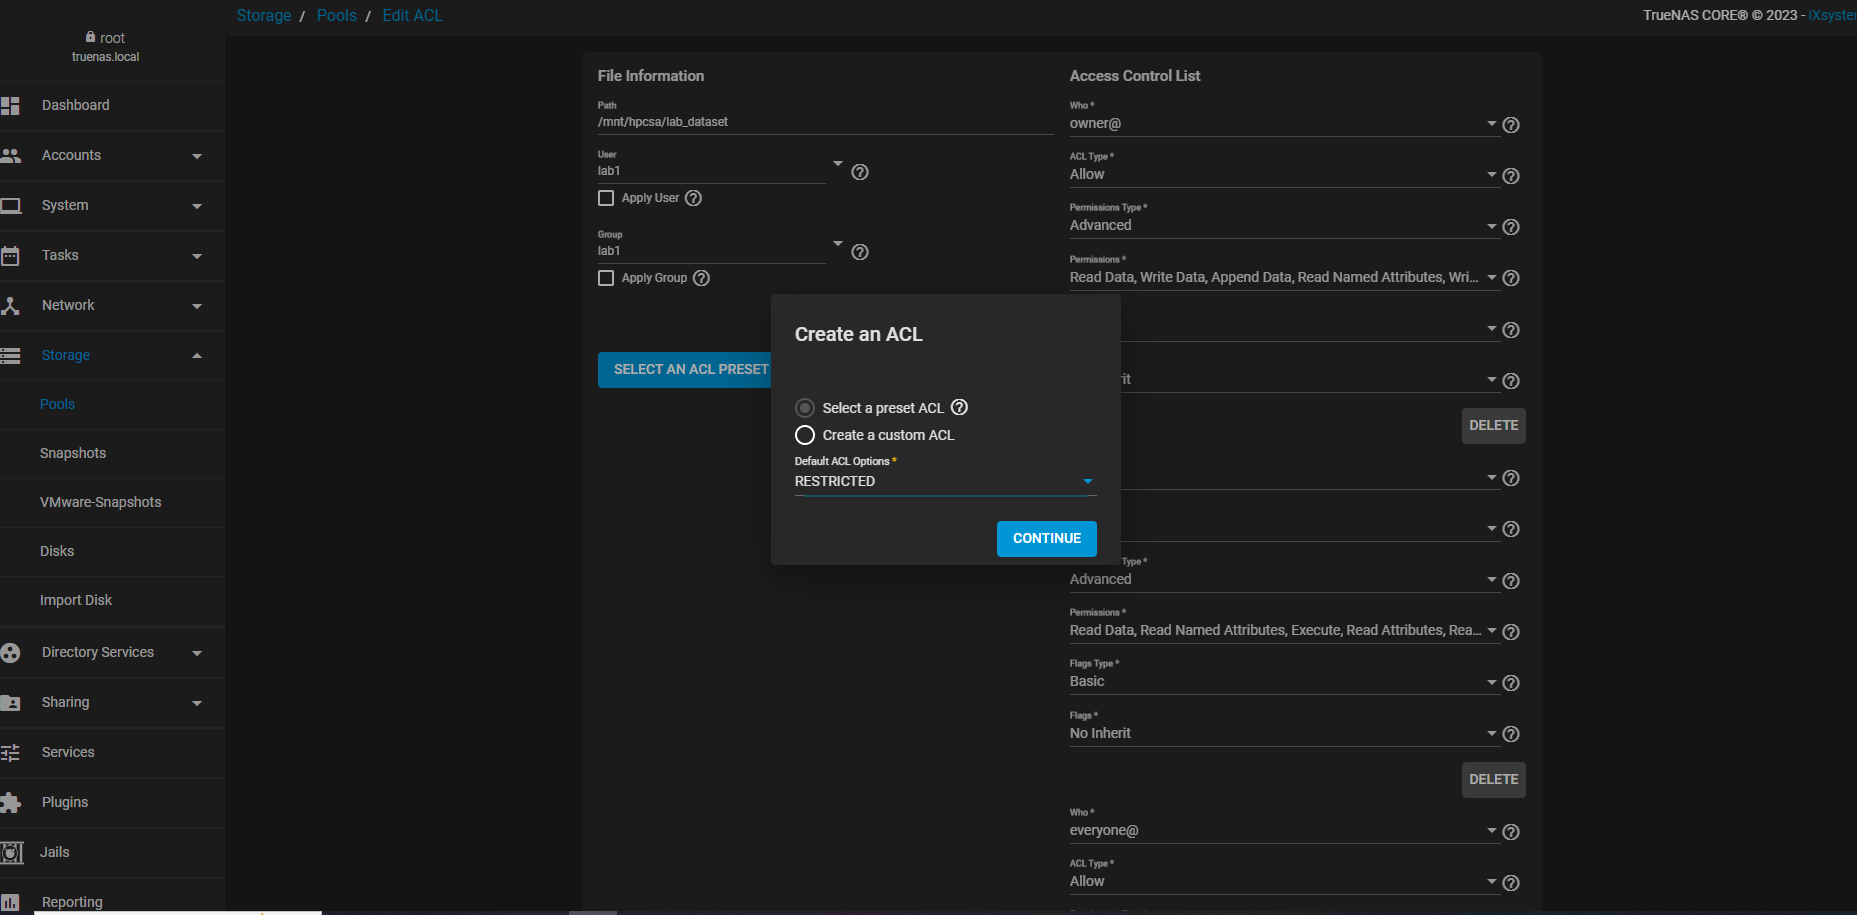 Storage / Pools / Edit ACL
TrueNAS CORE® © 2023 -
root
truenas.local
Dashboard
Accounts
System
Tasks
Network
Storage
Pools
Snapshots
VMware-Snapshots
Disks
Import Disk
Directory Services
Sharing
Services
Plugins
Jails
Reporting
File Information
Path
/mnt/hpcsa/lab_dataset
User
lab1
Apply User
Group
lab1
Apply Group
SELECT AN ACL PRESET
Create an ACL
Select a preset ACL
Create a custom ACL
Default ACL Options *
RESTRICTED
CONTINUE
Access Control List
Who *
owner@
ACL Type *
Allow
Permissions Type *
Advanced
Permissions *
Read Data, Write Data, Append Data, Read Named Attributes, Wri...
DELETE
Type *
Advanced
Permissions *
Read Data, Read Named Attributes, Execute, Read Attributes, Rea...
Flags Type *
Basic
Flags *
No Inherit
DELETE
Who *
everyone@
ACL Type *
Allow